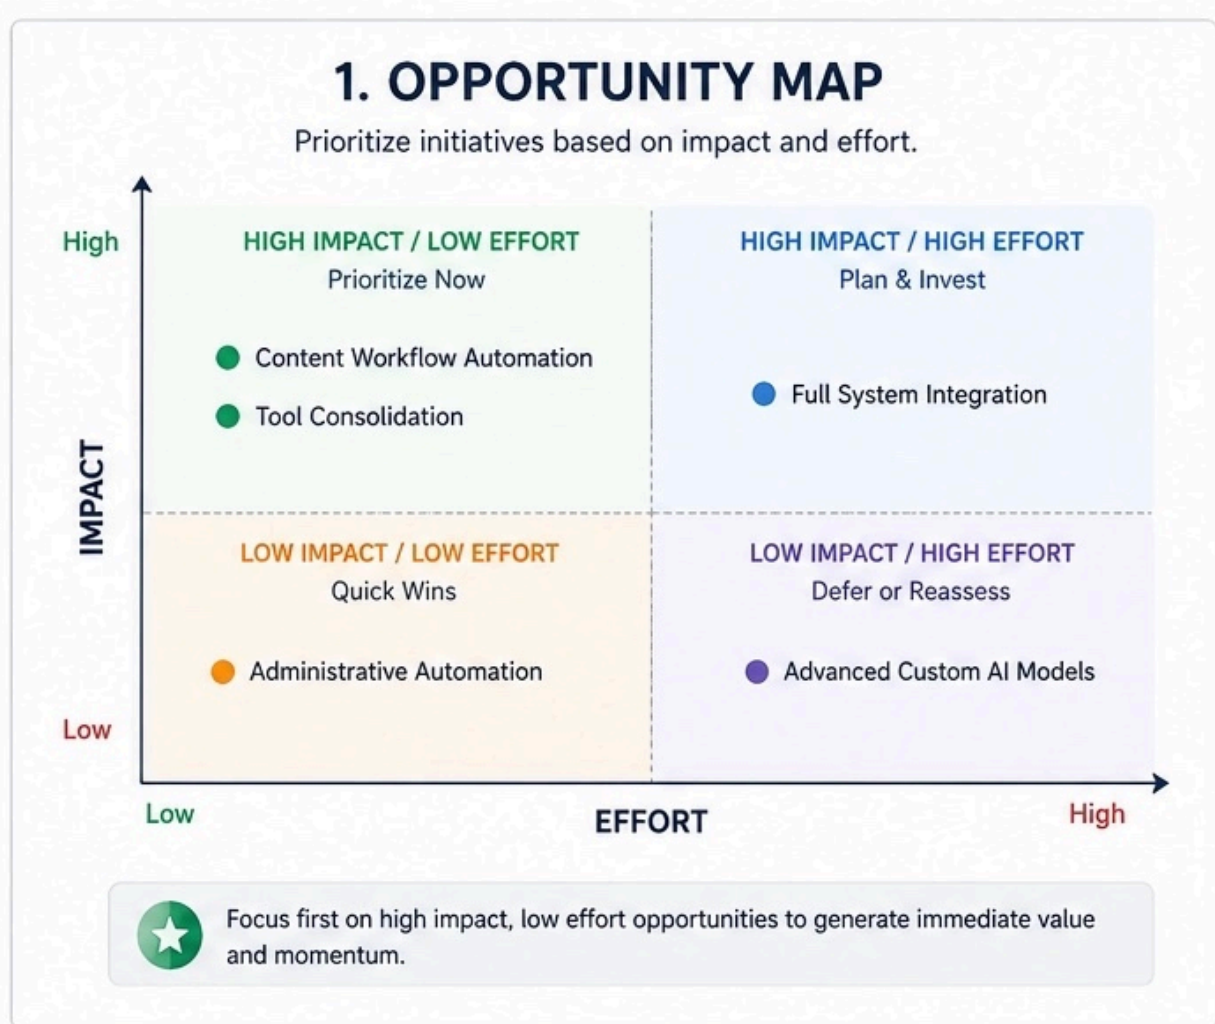 1. OPPORTUNITY MAP
Prioritize initiatives based on impact and effort.
High
HIGH IMPACT / LOW EFFORT
Prioritize Now
Content Workflow Automation
Tool Consolidation
HIGH IMPACT / HIGH EFFORT
Plan & Invest
Full System Integration
IMPACT
LOW IMPACT / LOW EFFORT
Quick Wins
Administrative Automation
LOW IMPACT / HIGH EFFORT
Defer or Reassess
Advanced Custom AI Models
Low
Low
EFFORT
High
Focus first on high impact, low effort opportunities to generate immediate value
and momentum.